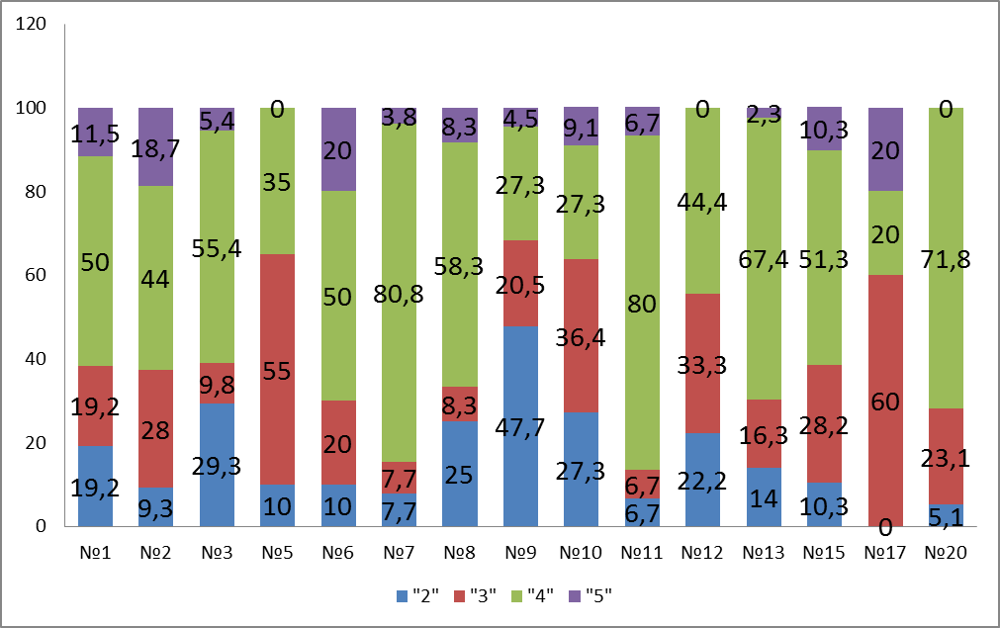 120
100
80
60
40
20
0
11,5 18,7 5,4 0 20 3,8 8,3 4,5 9,1 6,7 0 2,3 10,3 20 0
50 44 55,4 35 50 80,8 58,3 27,3 27,3 80 44,4 67,4 51,3 20 71,8
19,2 28 9,8 55 20 7,7 8,3 20,5 36,4 6,7 33,3 16,3 28,2 60 23,1
19,2 9,3 29,3 10 10 7,7 25 47,7 27,3 6,7 22,2 14 10,3 0 5,1
№1 №2 №3 №5 №6 №7 №8 №9 №10 №11 №12 №13 №15 №17 №20
"2" "3" "4" "5"